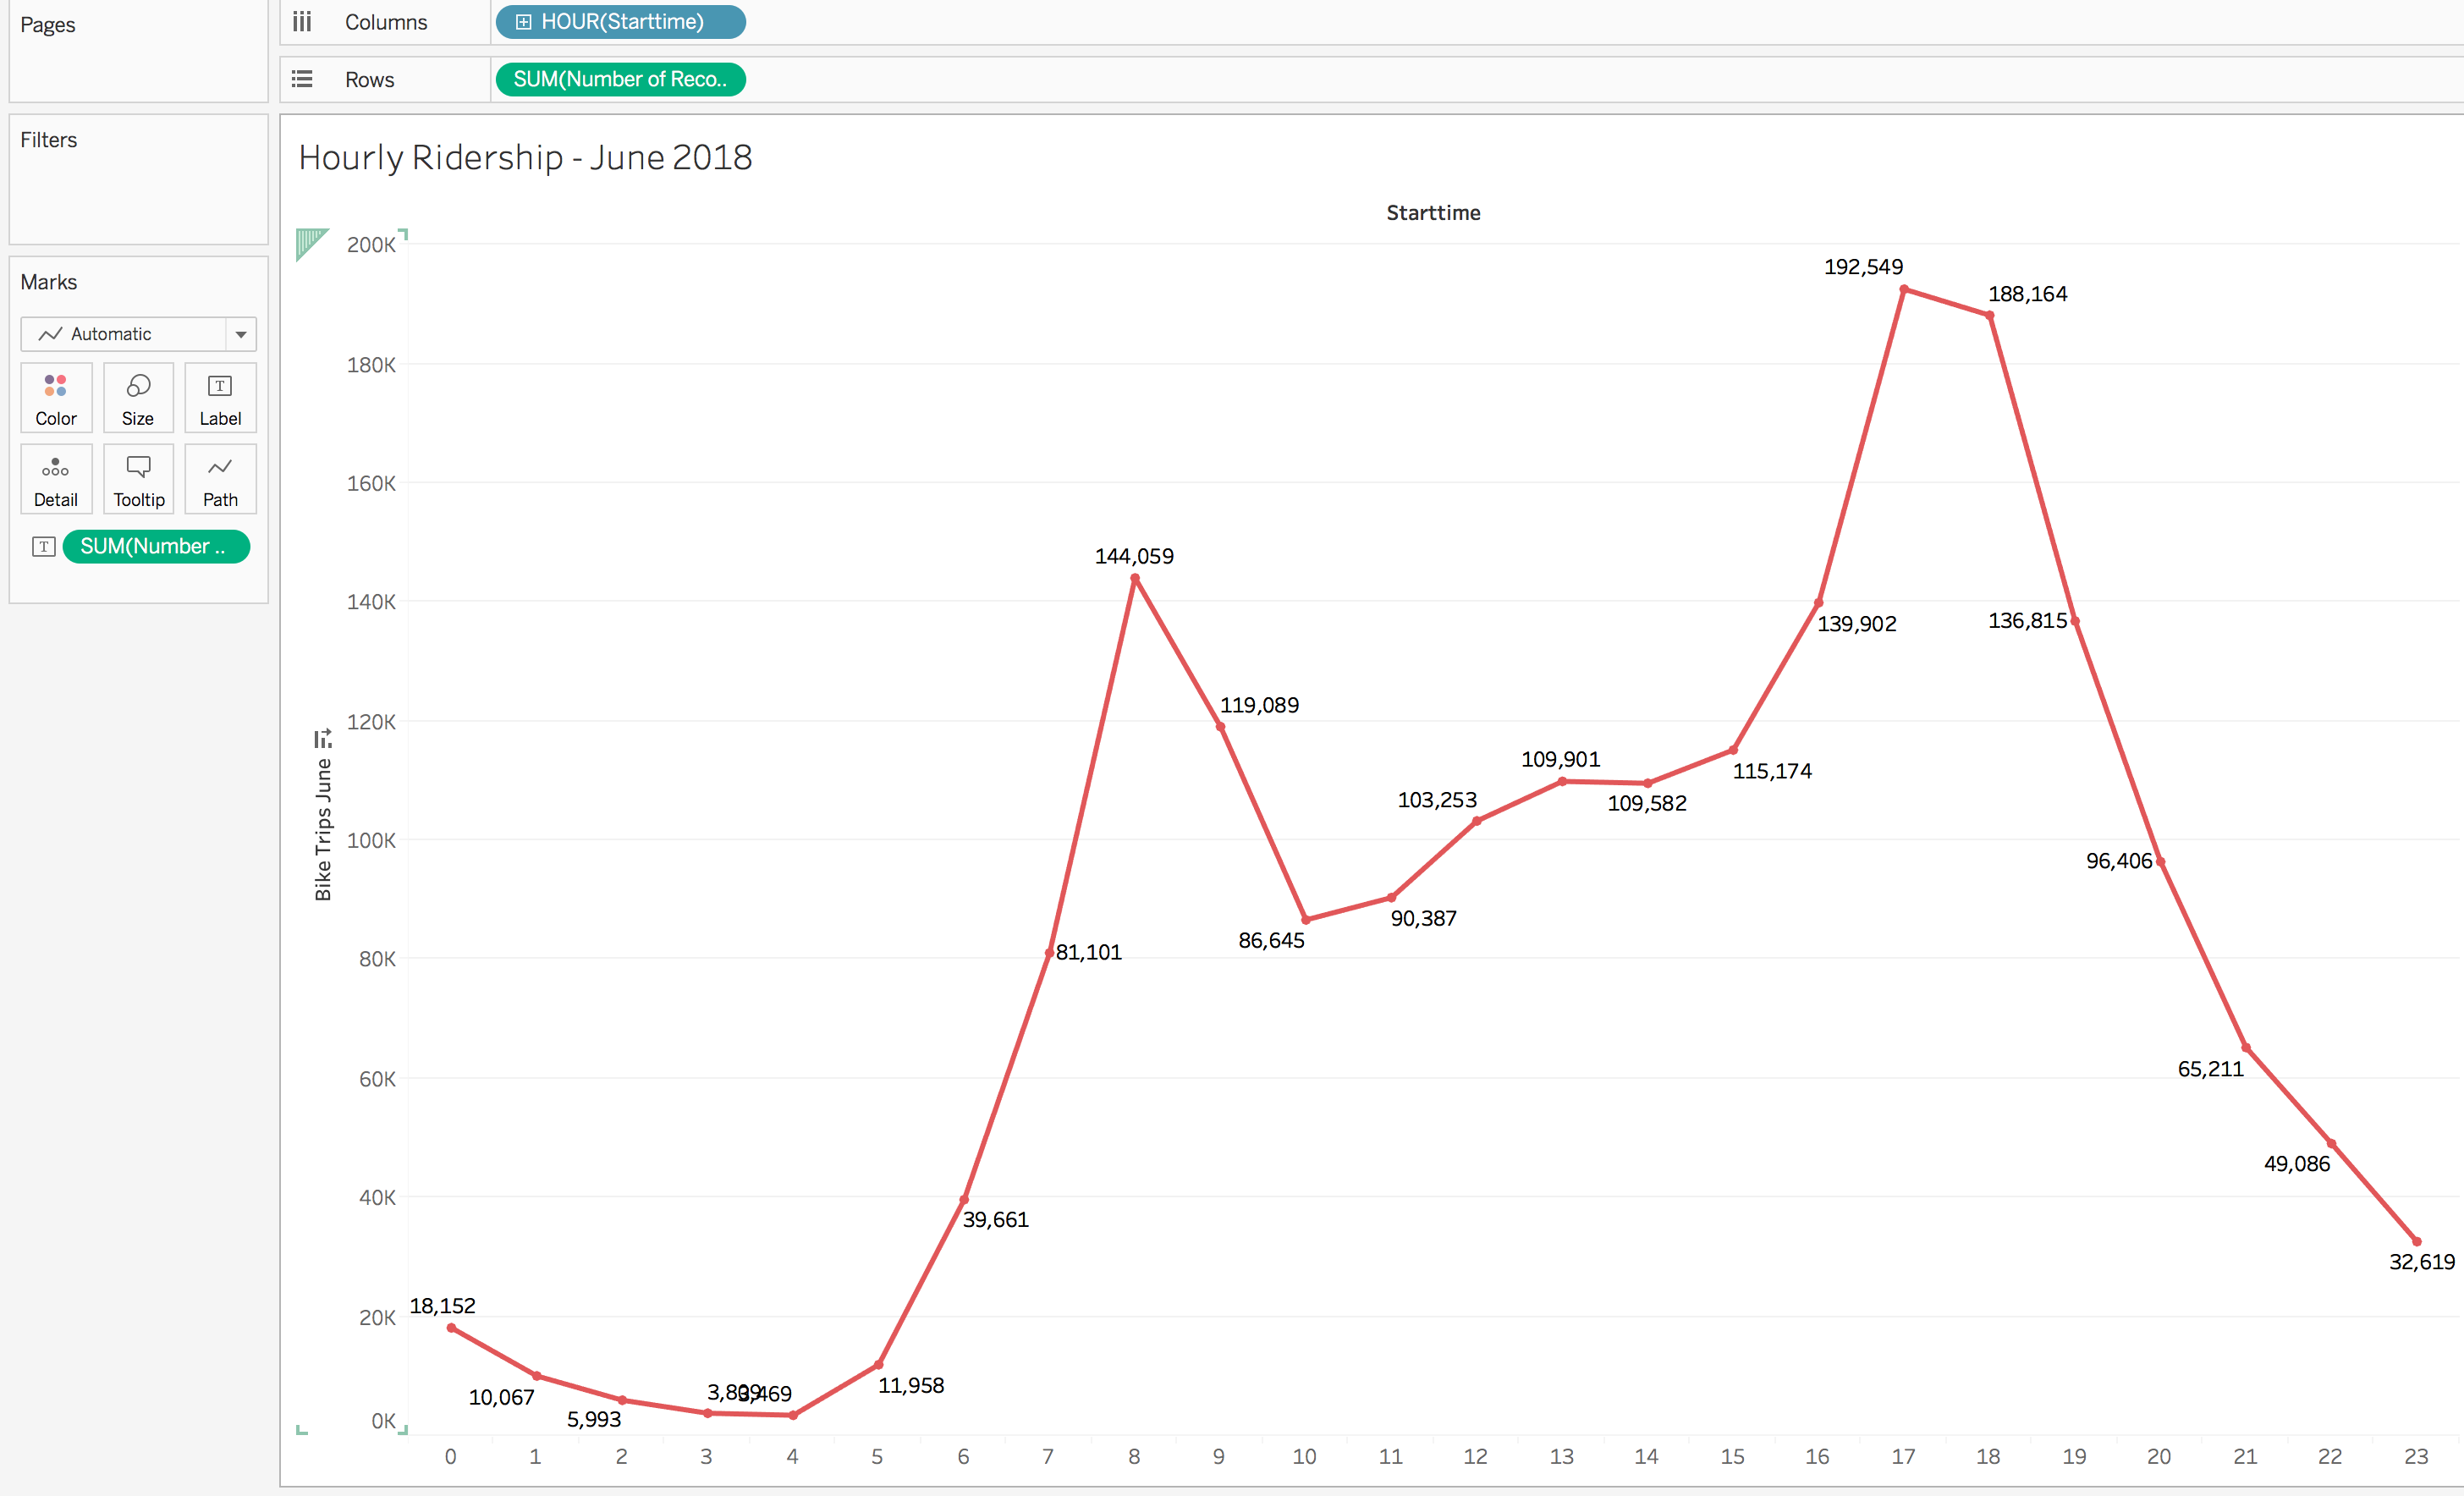 Pages
Columns
HOUR(Starttime)
Rows
SUM(Number of Reco..
Filters
Marks
Automatic
Color
Size
Label
Detail
Tooltip
Path
SUM(Number ..
Hourly Ridership - June 2018
Starttime
Bike Trips June
200K
180K
160K
140K
120K
100K
80K
60K
40K
20K
0K
18,152
10,067
5,993
3,469
11,958
39,661
81,101
144,059
119,089
86,645
90,387
103,253
109,901
109,582
115,174
139,902
192,549
188,164
136,815
96,406
65,211
49,086
32,619
0 1 2 3 4 5 6 7 8 9 10 11 12 13 14 15 16 17 18 19 20 21 22 23